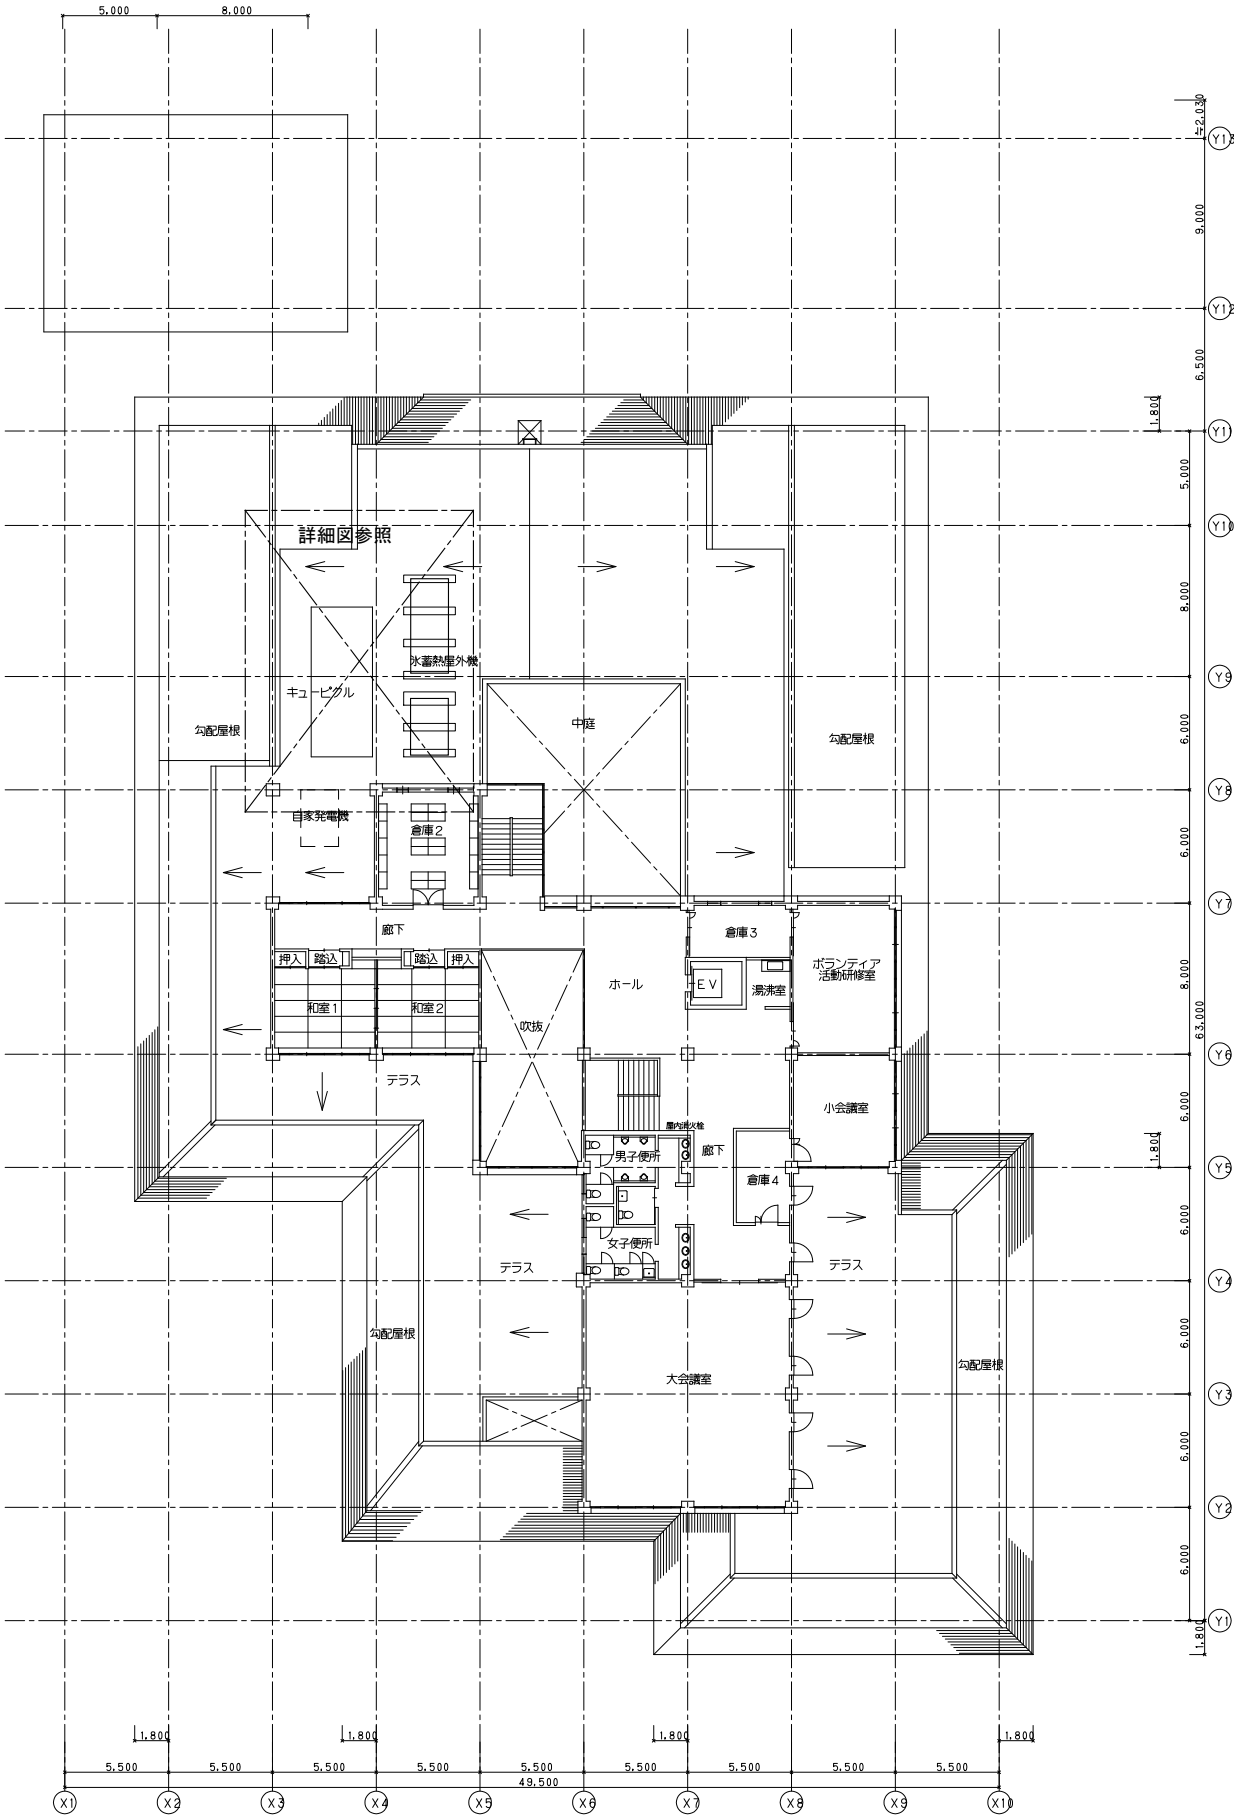 5.000
8.000
≒2.030
Y13
9.000
Y12
6.500
1.800
Y11
5.000
詳細図参照
Y10
8.000
氷蓄熱屋外機
Y9
キュービクル
中庭
勾配屋根
勾配屋根
6.000
Y8
自家発電機
倉庫2
6.000
Y7
廊下
倉庫3
押入
踏込
踏込
押入
ボランティア
活動研修室
ホール
EV
湯沸室
8.000
和室1
和室2
吹抜
63.000
Y6
テラス
小会議室
6.000
屋内消火栓
1.800
廊下
男子便所
Y5
倉庫4
6.000
女子便所
テラス
テラス
Y4
勾配屋根
6.000
勾配屋根
大会議室
Y3
6.000
Y2
6.000
Y1
1.800
1.800
1.800
1.800
1.800
5.500
5.500
5.500
5.500
5.500
5.500
5.500
5.500
5.500
49.500
X1
X2
X3
X4
X5
X6
X7
X8
X9
X10